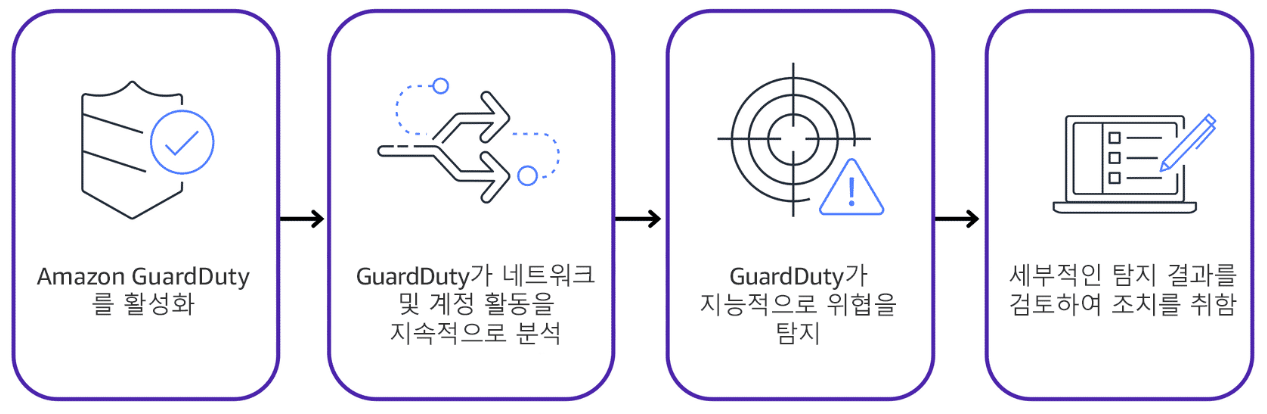 Amazon GuardDuty
를 활성화
GuardDuty가 네트워크
및 계정 활동을
지속적으로 분석
GuardDuty가
지능적으로 위협을
탐지
세부적인 탐지 결과를
검토하여 조치를 취함